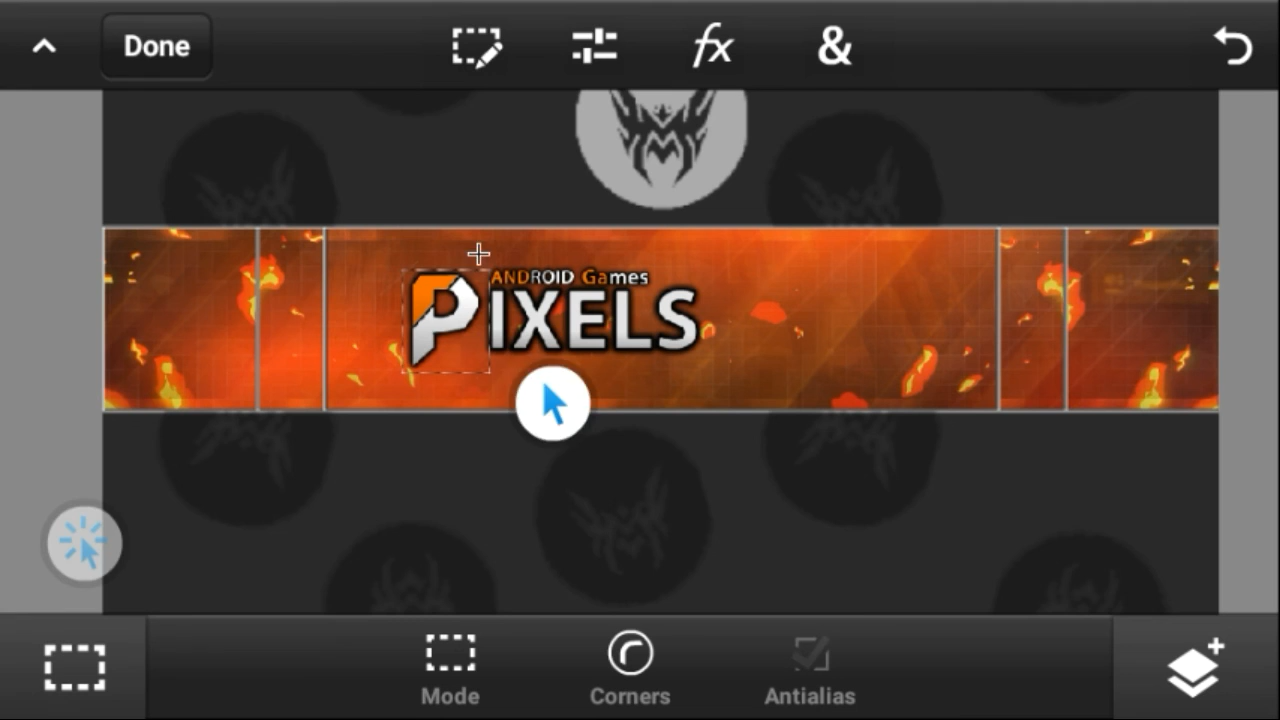 Done
fx
&
ANDROID Games
PIXELS
Mode
Corners
Antialias